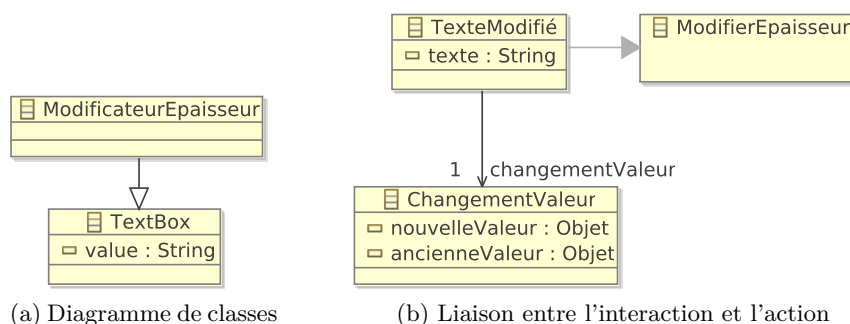 TexteModifié
texte : String
ModifierEpaisseur
ModificateurEpaisseur
TextBox
value : String
1 changementValeur
ChangementValeur
nouvelleValeur : Objet
ancienneValeur : Objet
(a) Diagramme de classes
(b) Liaison entre l'interaction et l'action